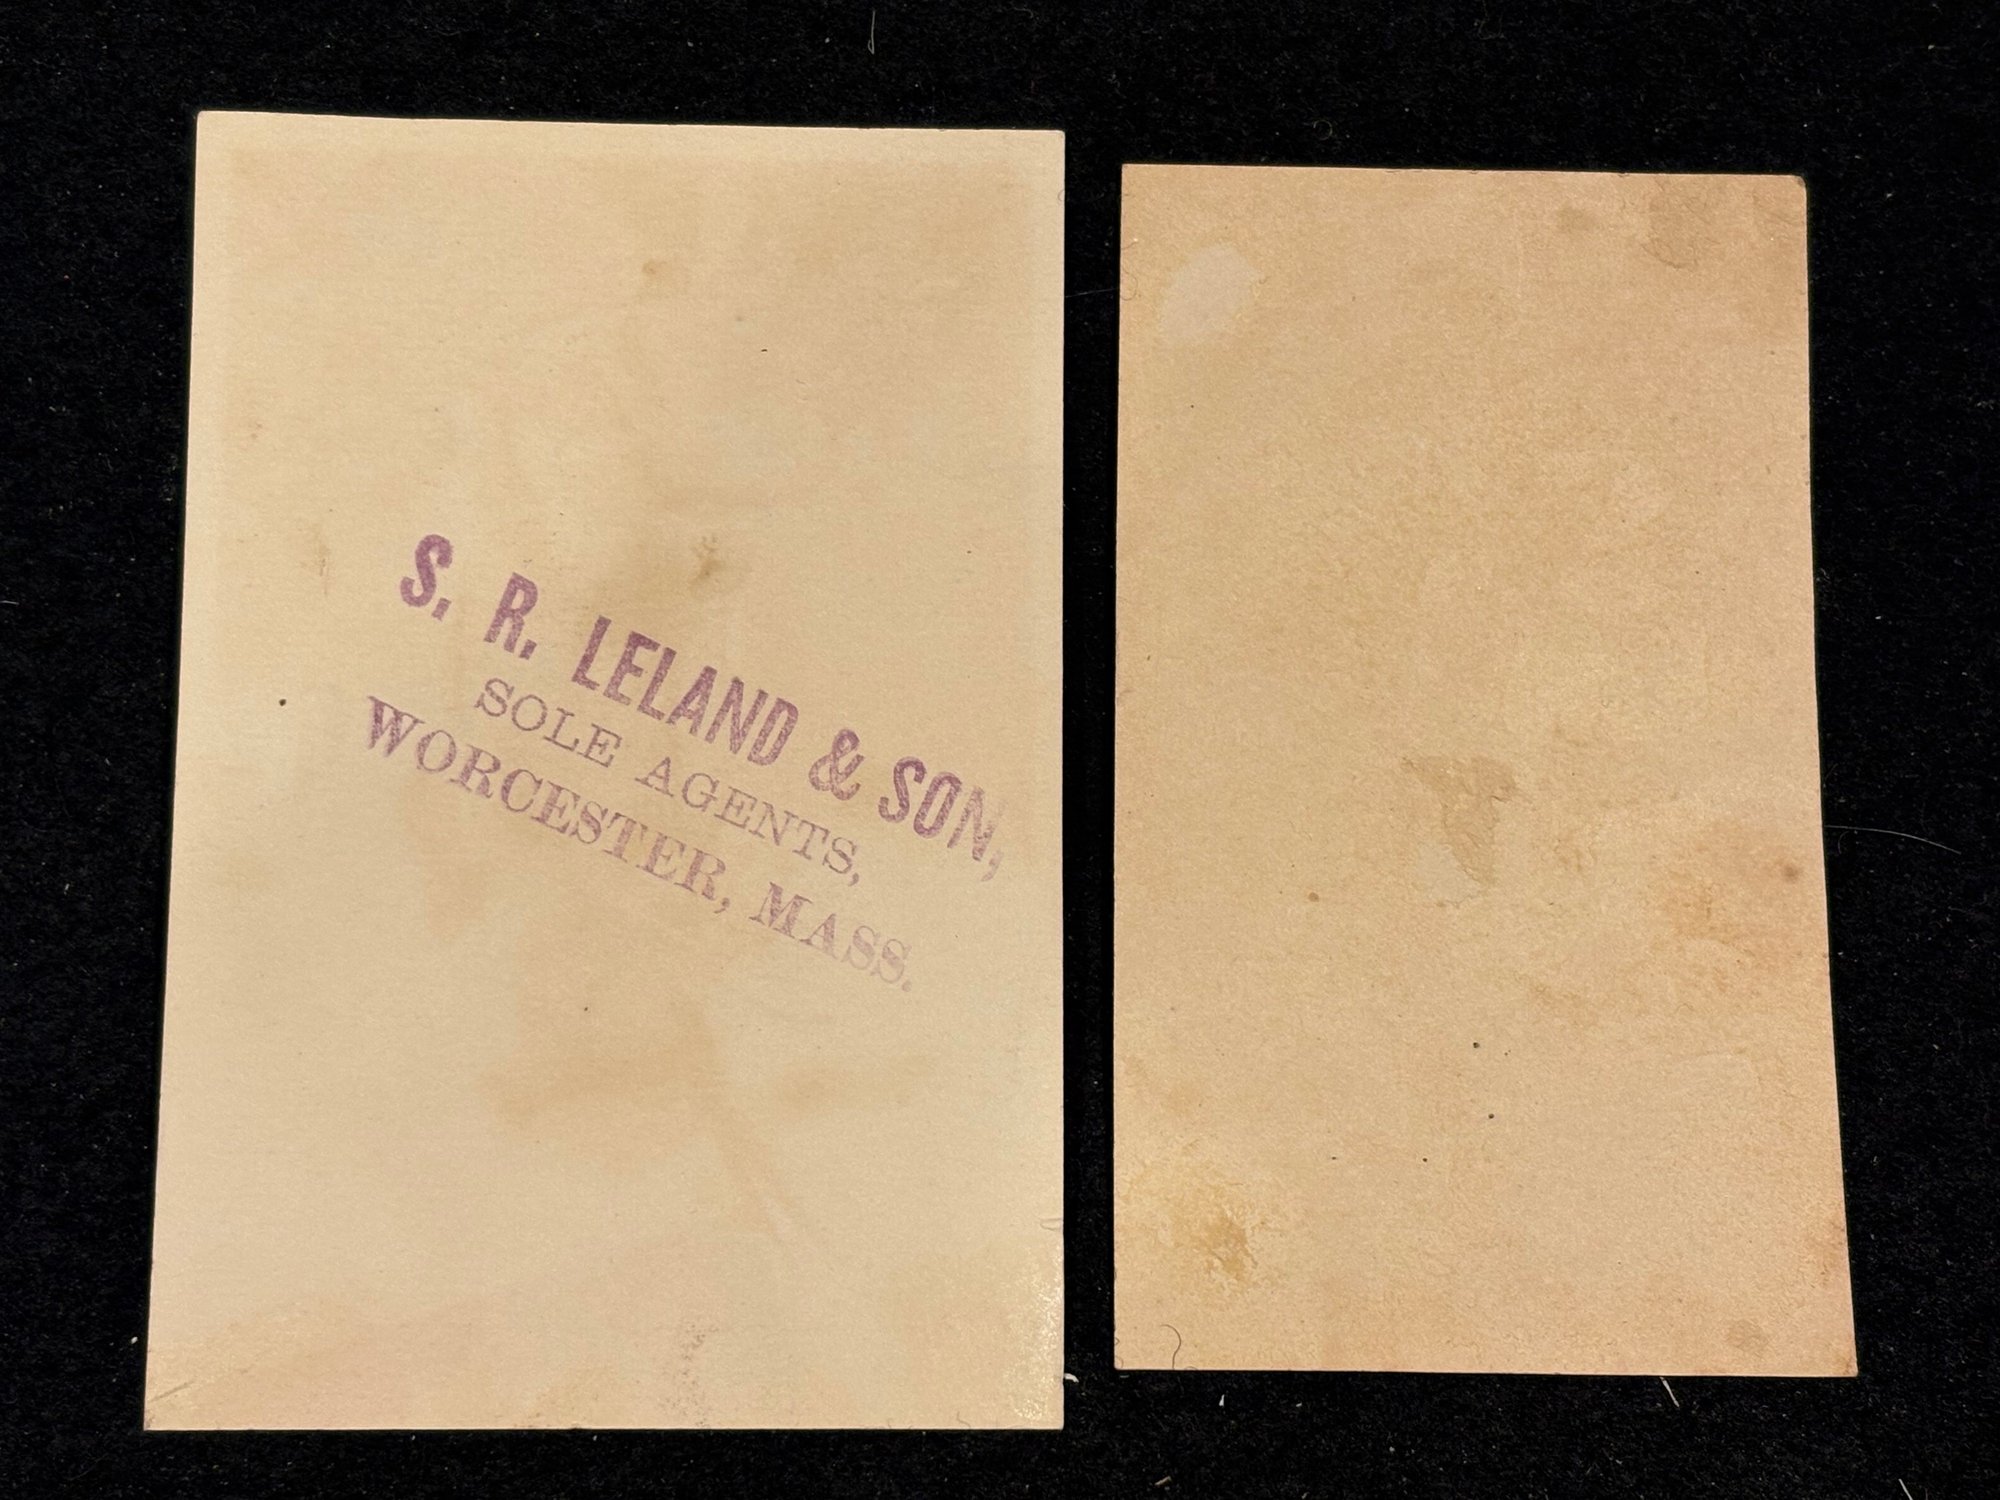 S. R. LELAND & SON,
SOLE AGENTS,
WORCESTER, MASS.